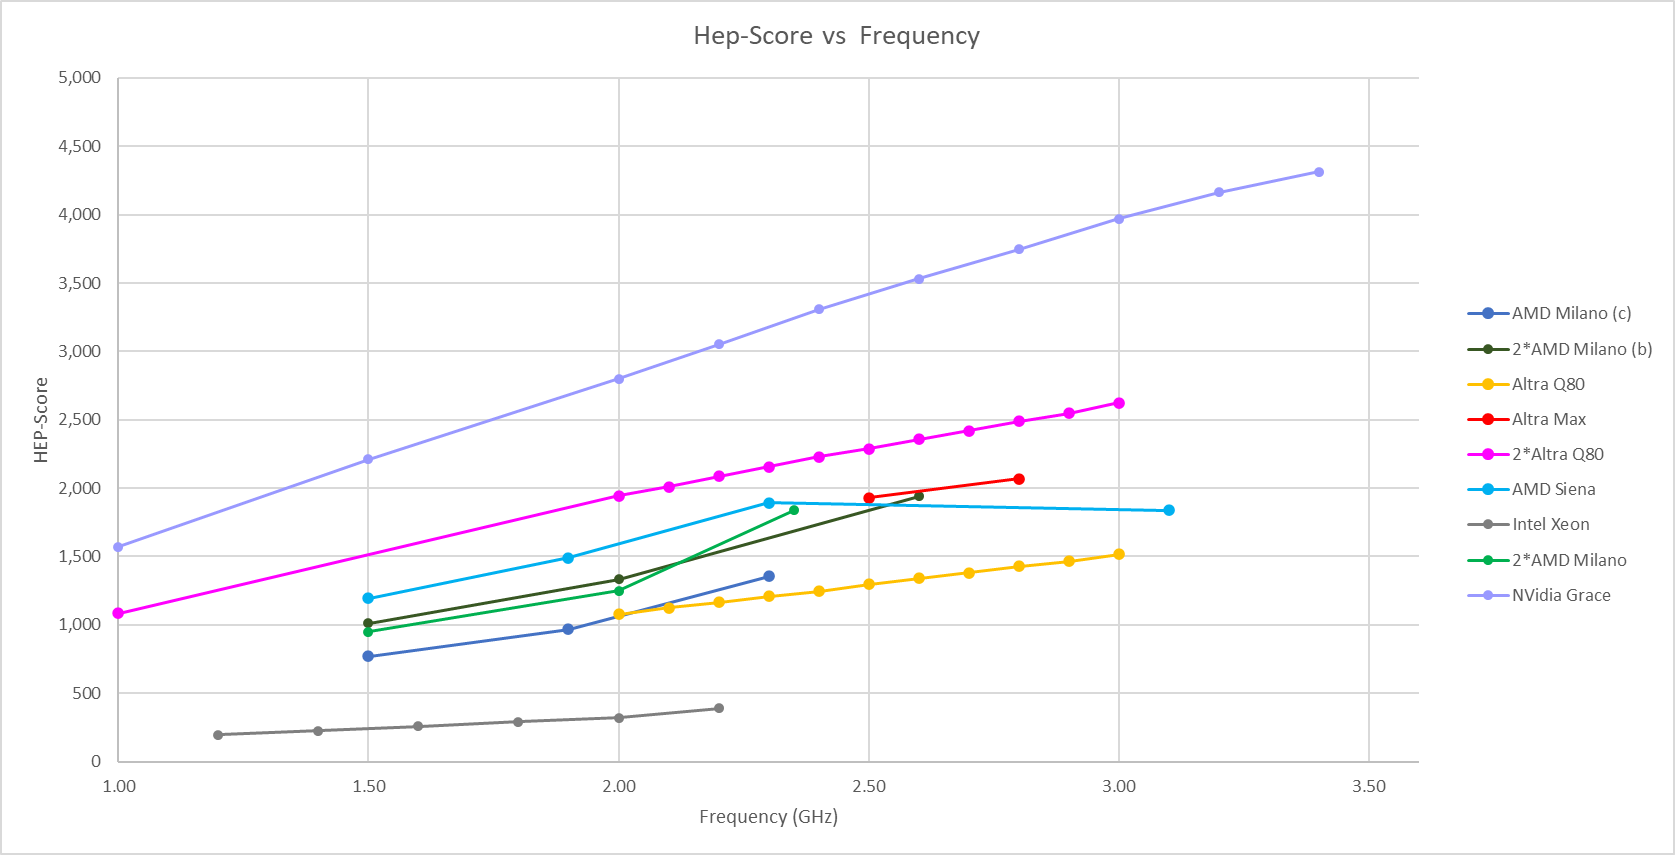 Hep-Score vs Frequency
5,000
4,500
4,000
3,500
3,000
2,500
2,000
1,500
1,000
500
0
HEP-Score
1.00 1.50 2.00 2.50 3.00 3.50
Frequency (GHz)
AMD Milano (c)
2*AMD Milano (b)
Altra Q80
Altra Max
2*Altra Q80
AMD Siena
Intel Xeon
2*AMD Milano
NVidia Grace